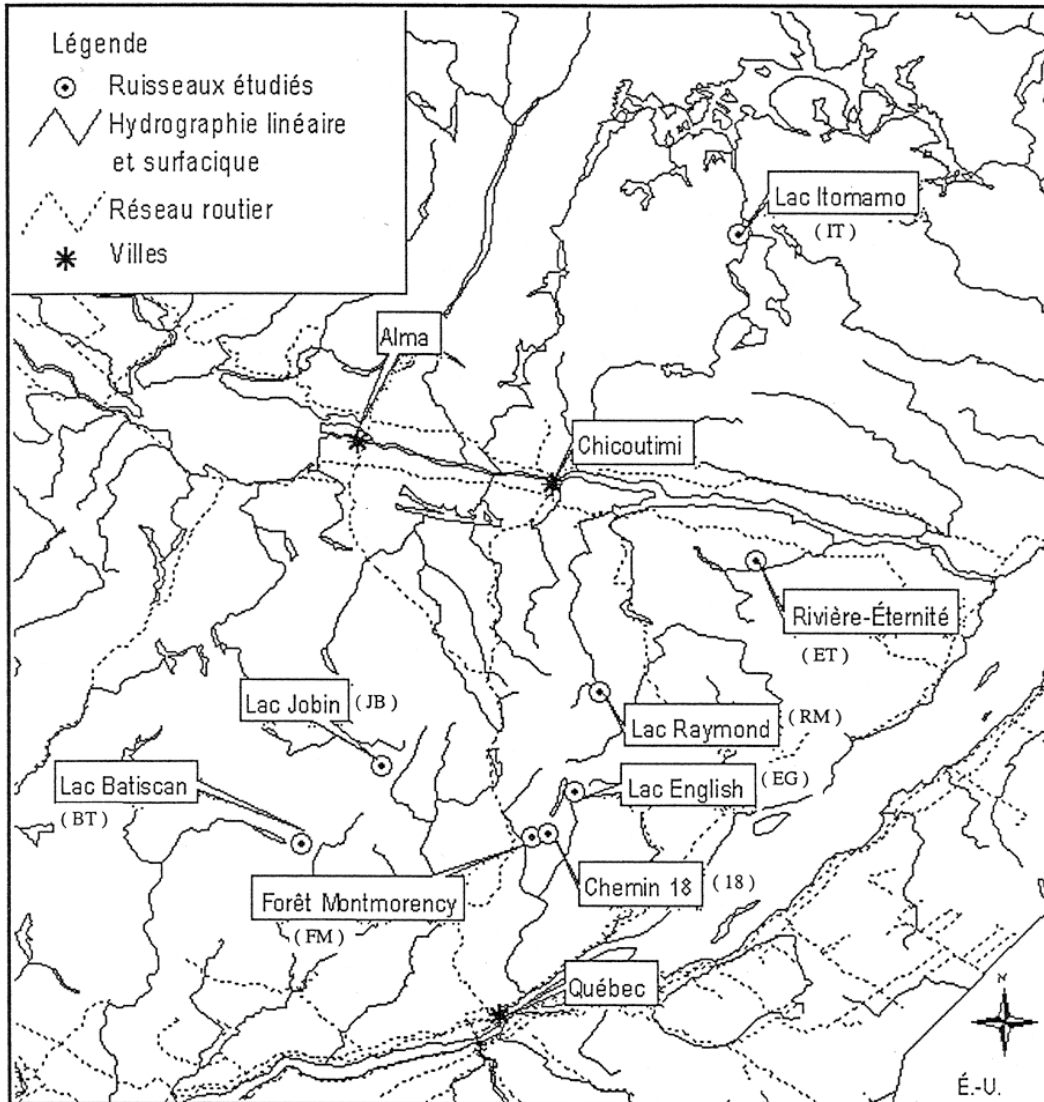 Légende
Ruisseaux étudiés
Hydrographie linéaire
et surfacique
Réseau routier
Villes
Lac Itomamo
( IT )
Alma
Chicoutimi
Rivière-Éternité
( ET )
Lac Jobin ( JB )
Lac Raymond ( RM )
Lac Batiscan
( BT )
Lac English ( EG )
Chemin 18 ( 18 )
Forêt Montmorency
( FM )
Québec
N
É.-U.